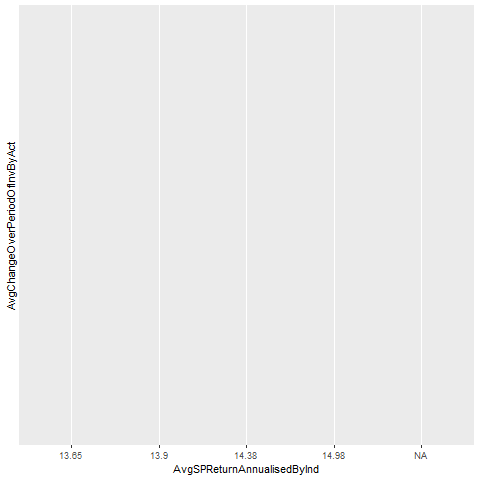 AvgChangeOverPeriodOfInvByAct
13.65 13.9 14.38 14.98 NA
AvgSPReturnAnnualisedByInd